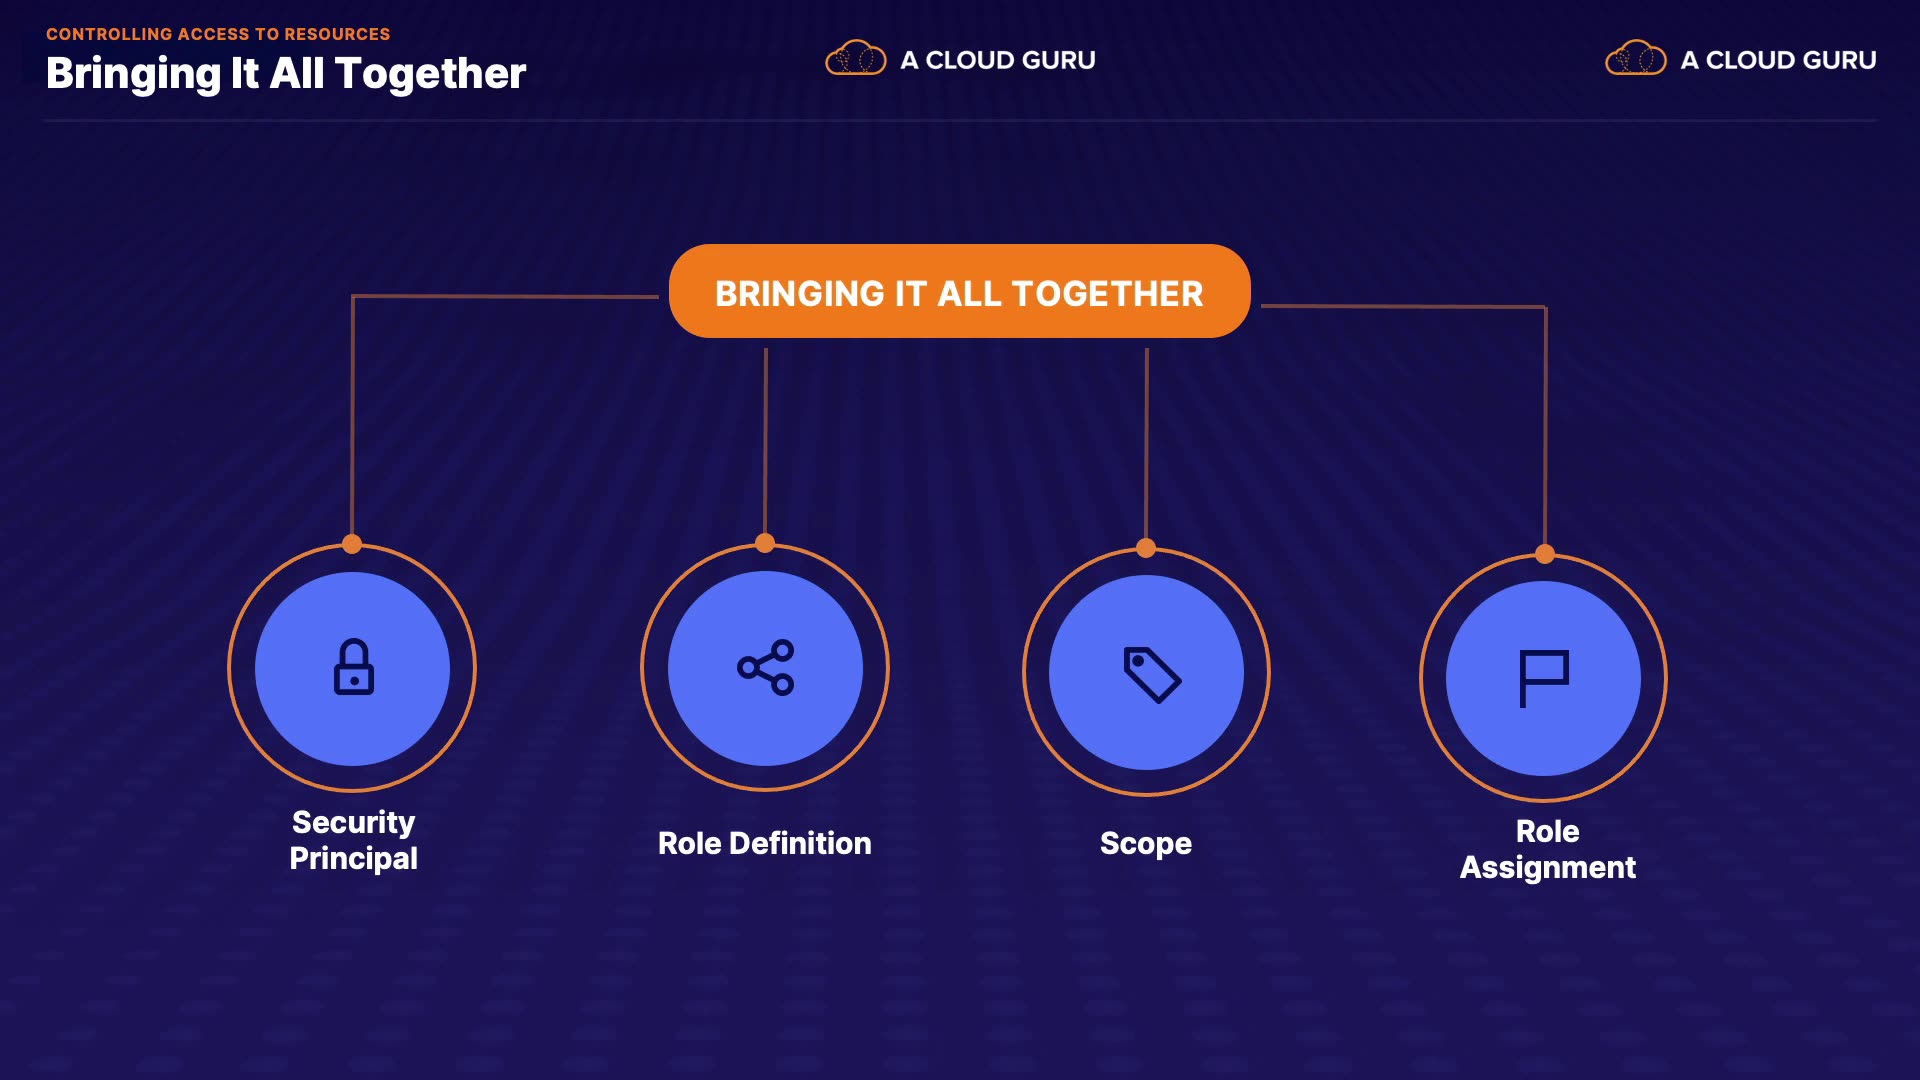 CONTROLLING ACCESS TO RESOURCES
Bringing It All Together
A CLOUD GURU
A CLOUD GURU
BRINGING IT ALL TOGETHER
Security
Principal
Role Definition
Scope
Role
Assignment